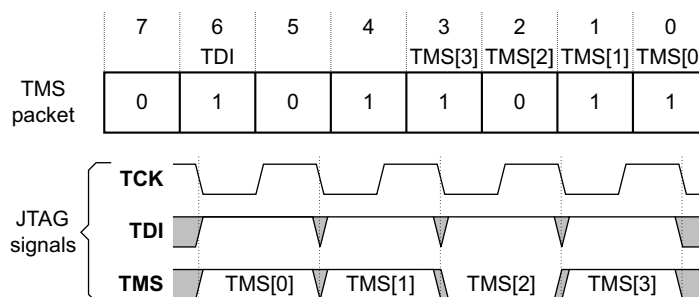 7 6 5 4 3 2 1 0
TDI TMS[3] TMS[2] TMS[1] TMS[0
TMS
packet
0 1 0 1 1 0 1 1
TCK
JTAG
signals
TDI
TMS TMS[0] TMS[1] TMS[2] TMS[3]